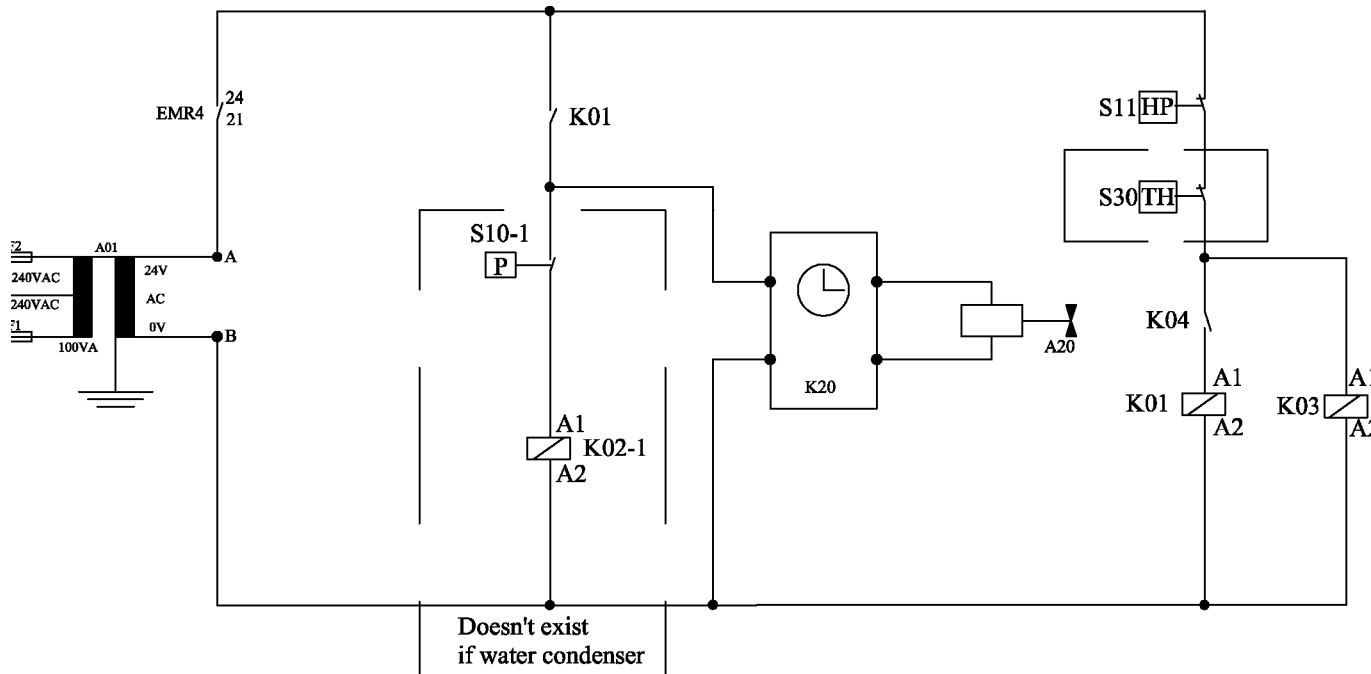 24
EMR4
21
K01
S11 HP
S30 TH
S10-1
P
A01
240VAC
24V
A
240VAC
AC
0V
B
100VA
K04
A20
K20
A1
K01
A2
A1
K03
A2
A1
K02-1
A2
Doesn't exist
if water condenser